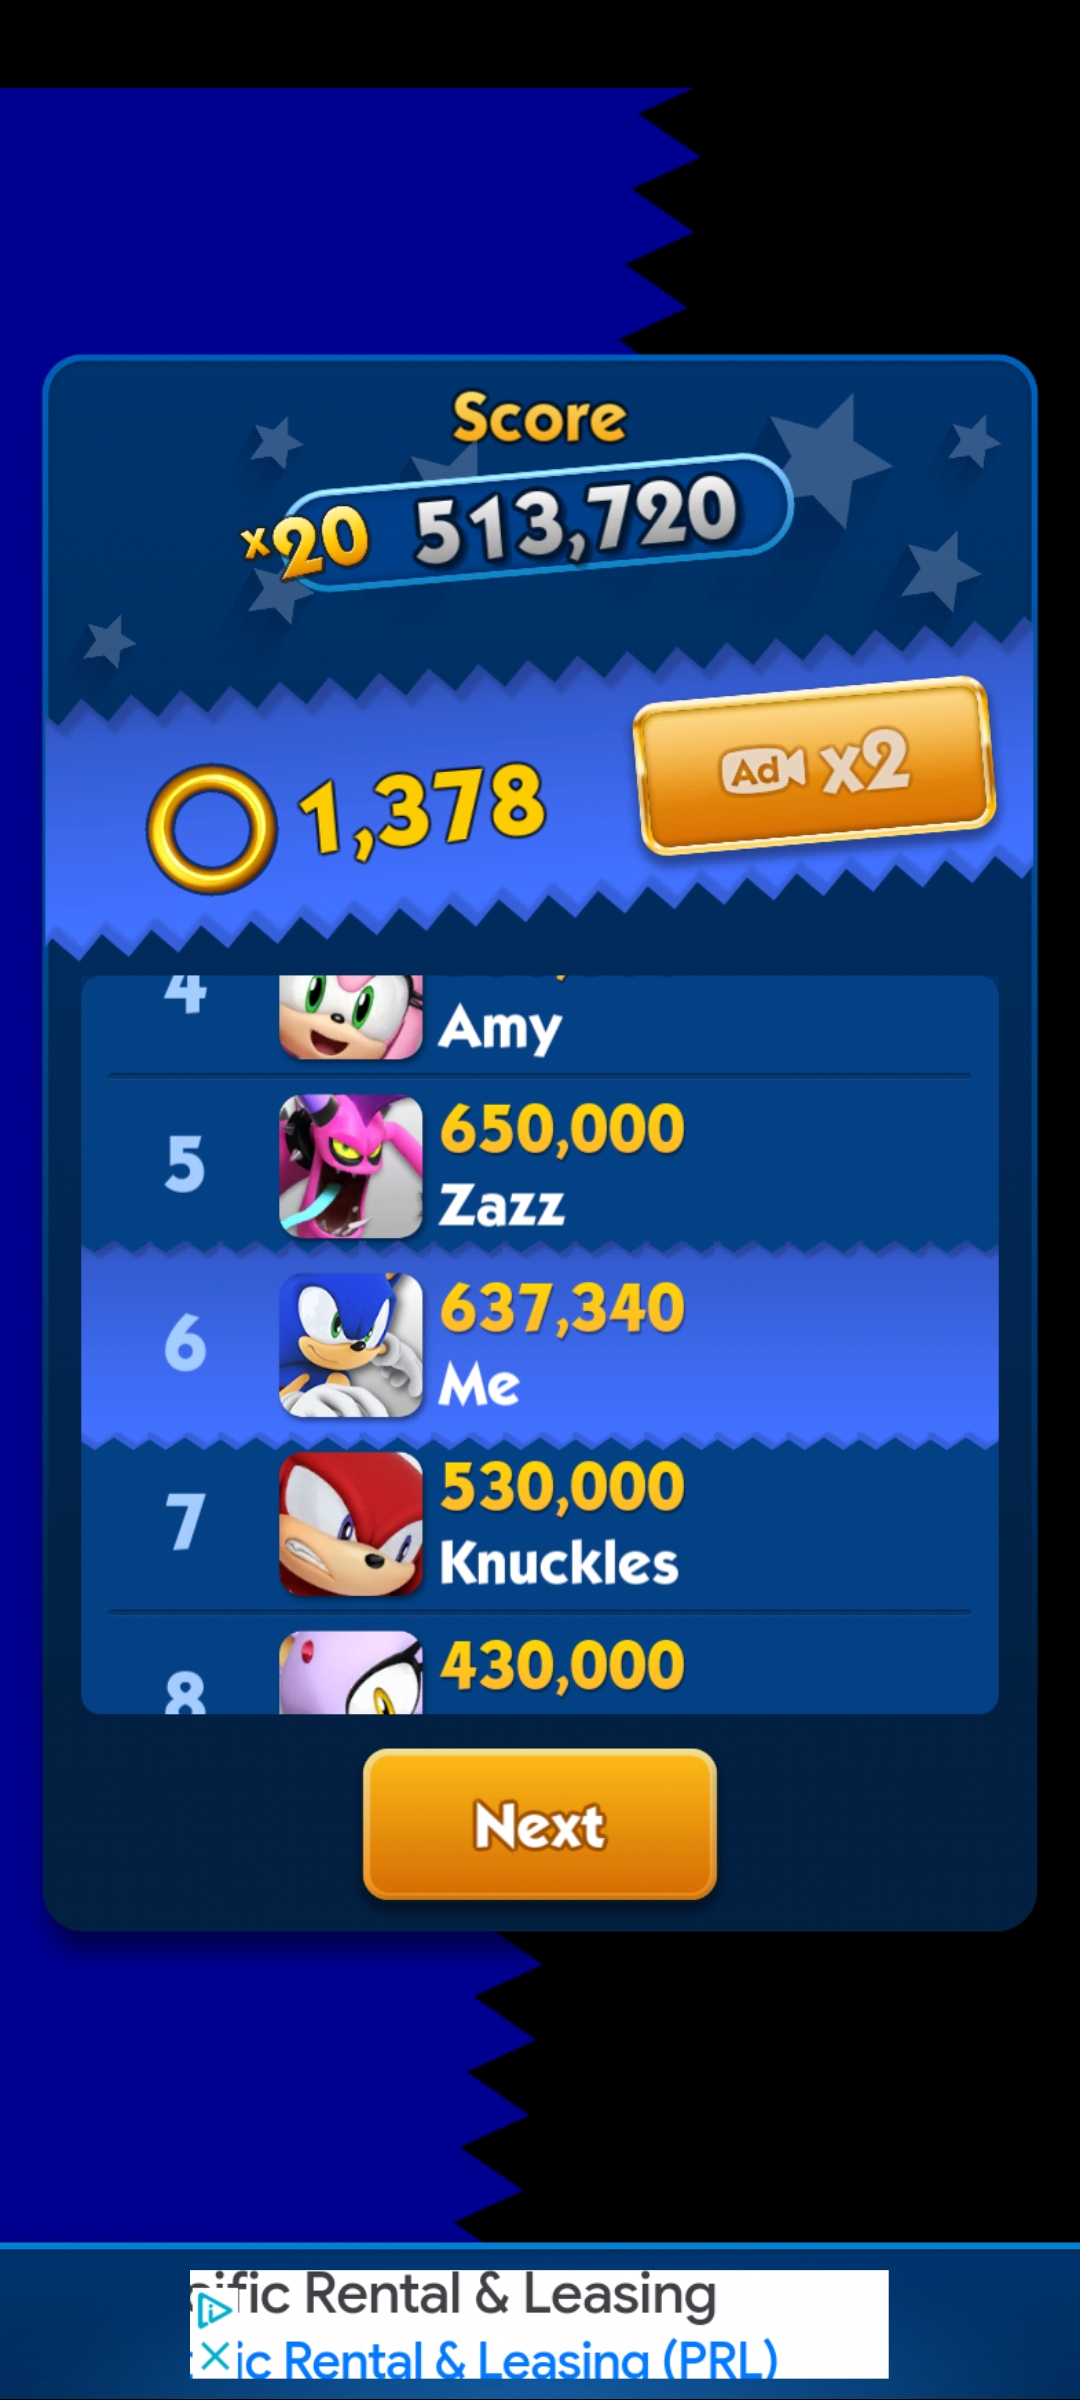 Score
x20 513,720
1,378
Ad x2
4
Amy
5
650,000
Zazz
6
637,340
Me
7
530,000
Knuckles
8
430,000
Next
Rental & Leasing
Rental & Leasing (PRL)